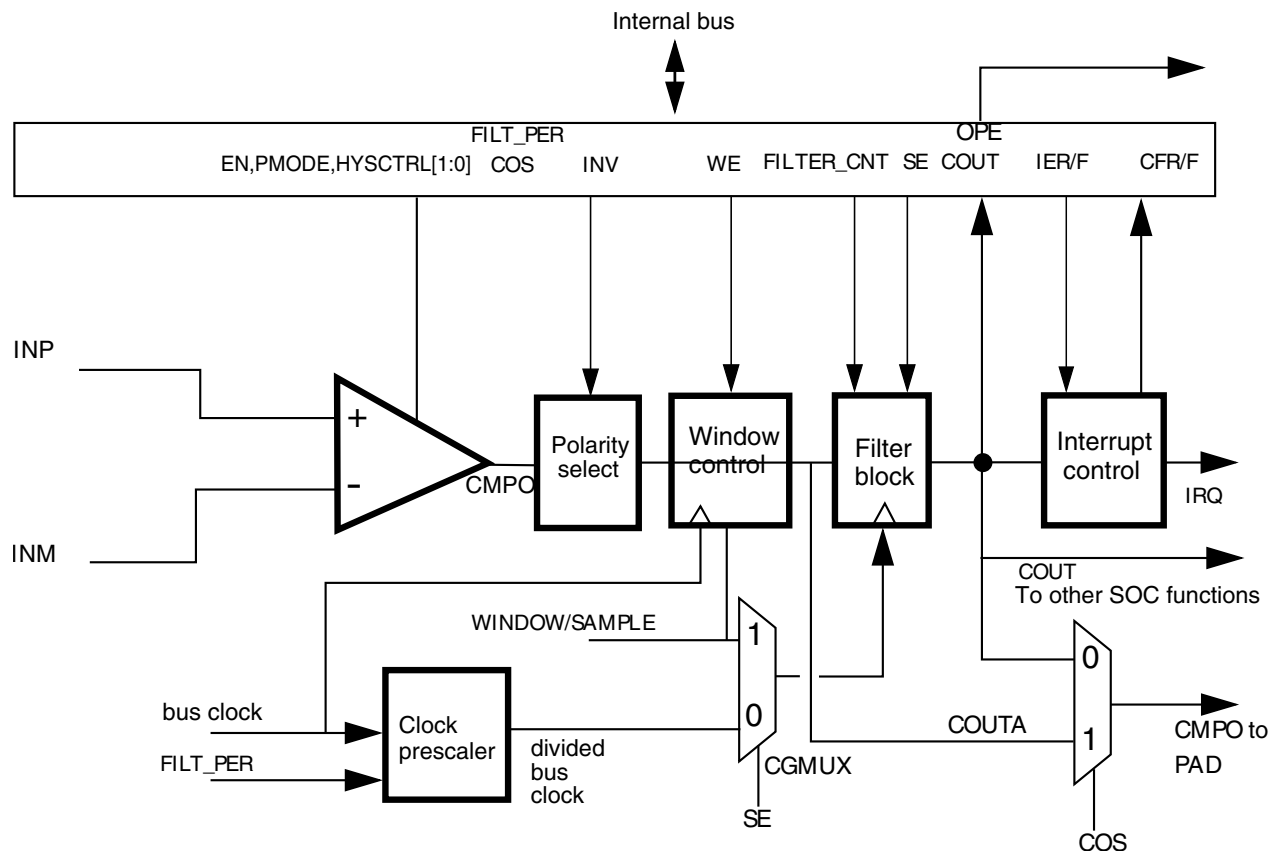 Internal bus
FILT_PER
OPE
EN,PMODE,HYSCTRL[1:0]
COS
INV
WE
FILTER_CNT
SE
COUT
IER/F
CFR/F
INP
+
-
INM
CMPO
Polarity
select
Window
control
Filter
block
Interrupt
control
IRQ
COUT
To other SOC functions
WINDOW/SAMPLE
1
0
CGMUX
SE
bus clock
FILT_PER
Clock
prescaler
divided
bus
clock
COUTA
0
1
CMPO to
PAD
COS